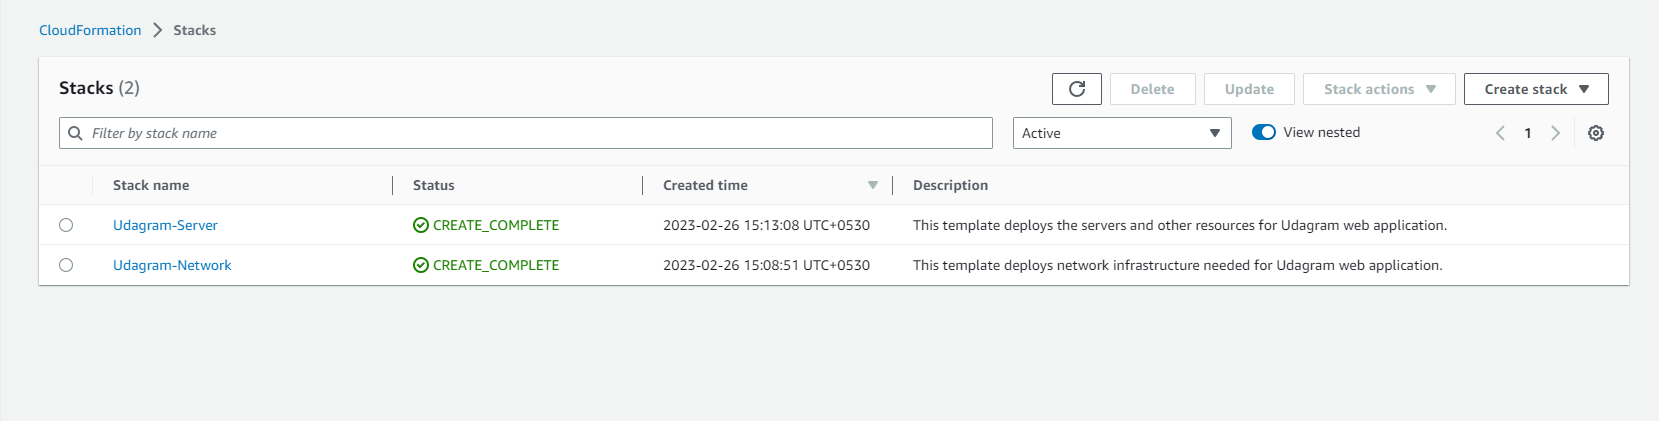 CloudFormation > Stacks
Stacks (2)
Delete Update Stack actions Create stack
Filter by stack name Active View nested 1
Stack name Status Created time Description
Udagram-Server CREATE_COMPLETE 2023-02-26 15:13:08 UTC+0530 This template deploys the servers and other resources for Udagram web application.
Udagram-Network CREATE_COMPLETE 2023-02-26 15:08:51 UTC+0530 This template deploys network infrastructure needed for Udagram web application.